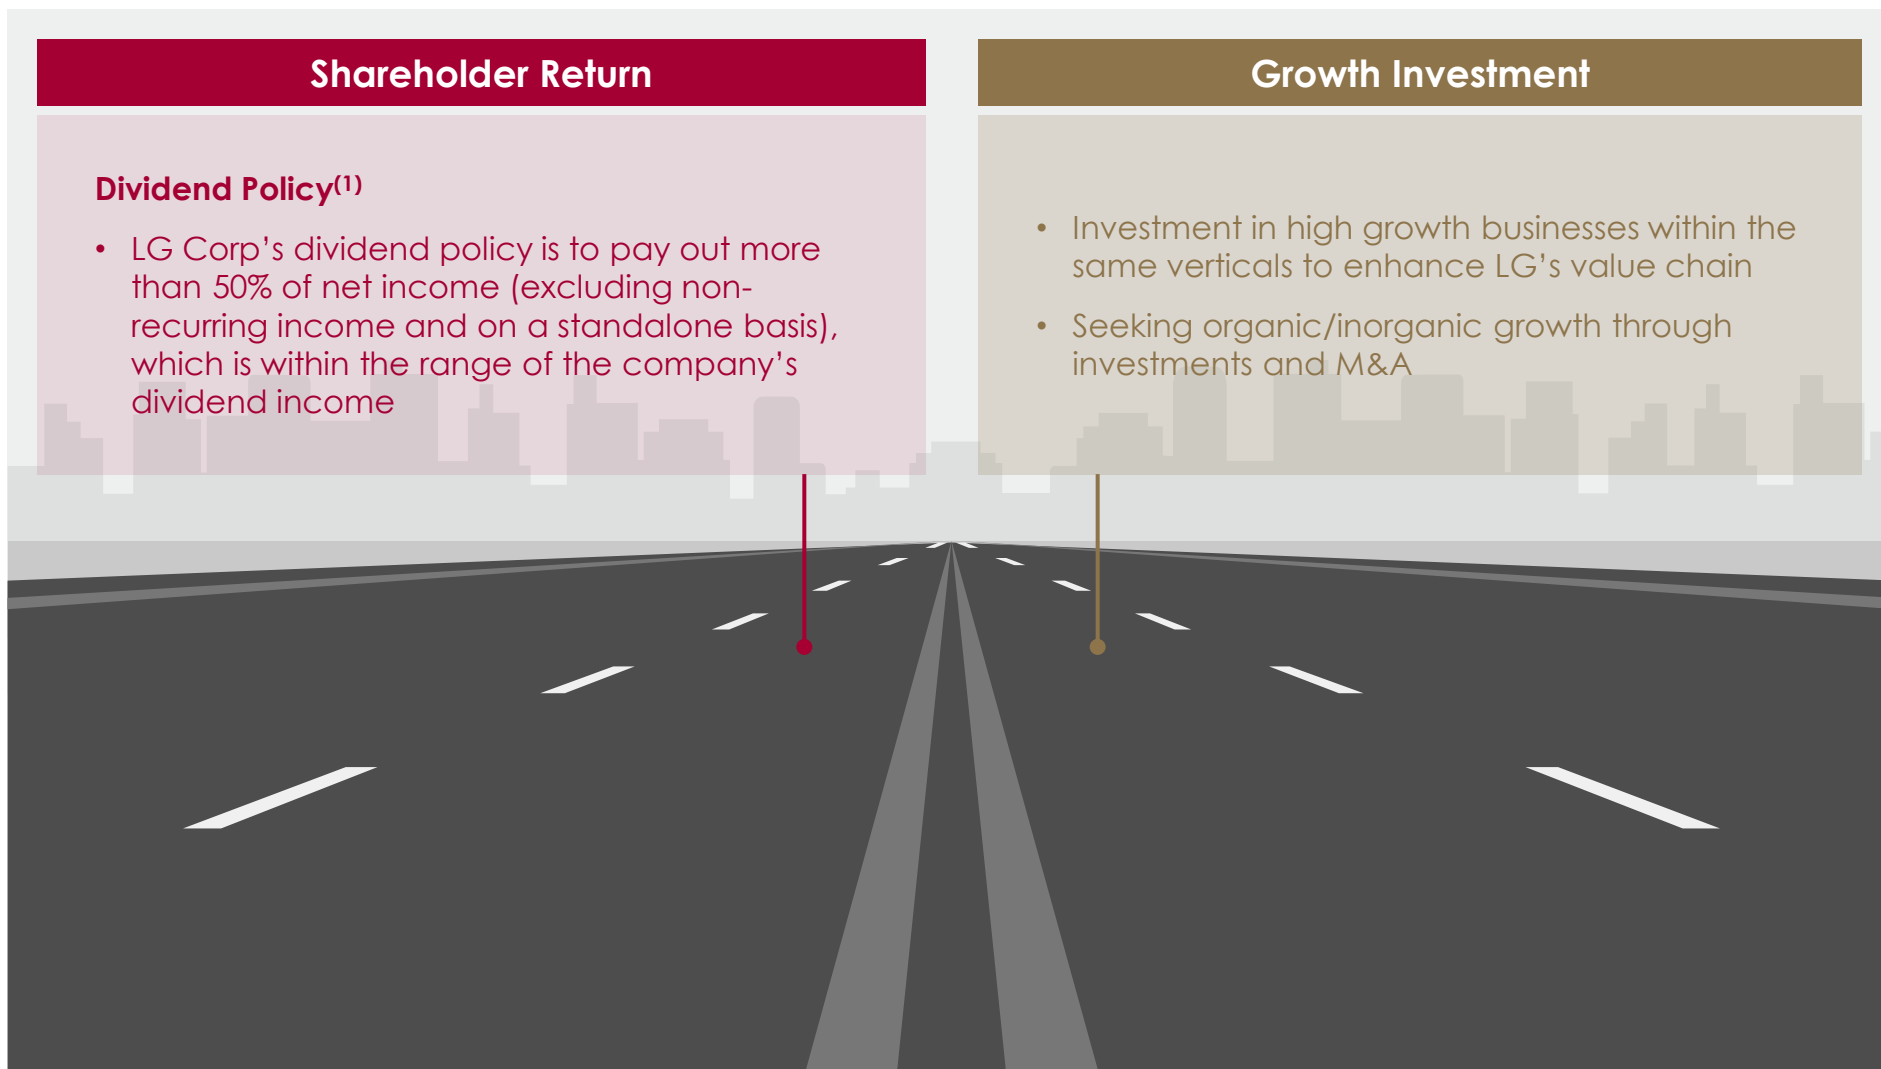 Shareholder Return
Dividend Policy(1)
• LG Corp's dividend policy is to pay out more
than 50% of net income (excluding non-
recurring income and on a standalone basis),
which is within the range of the company's
dividend income
Growth Investment
• Investment in high growth businesses within the
same verticals to enhance LG's value chain
• Seeking organic/inorganic growth through
investments and M&A